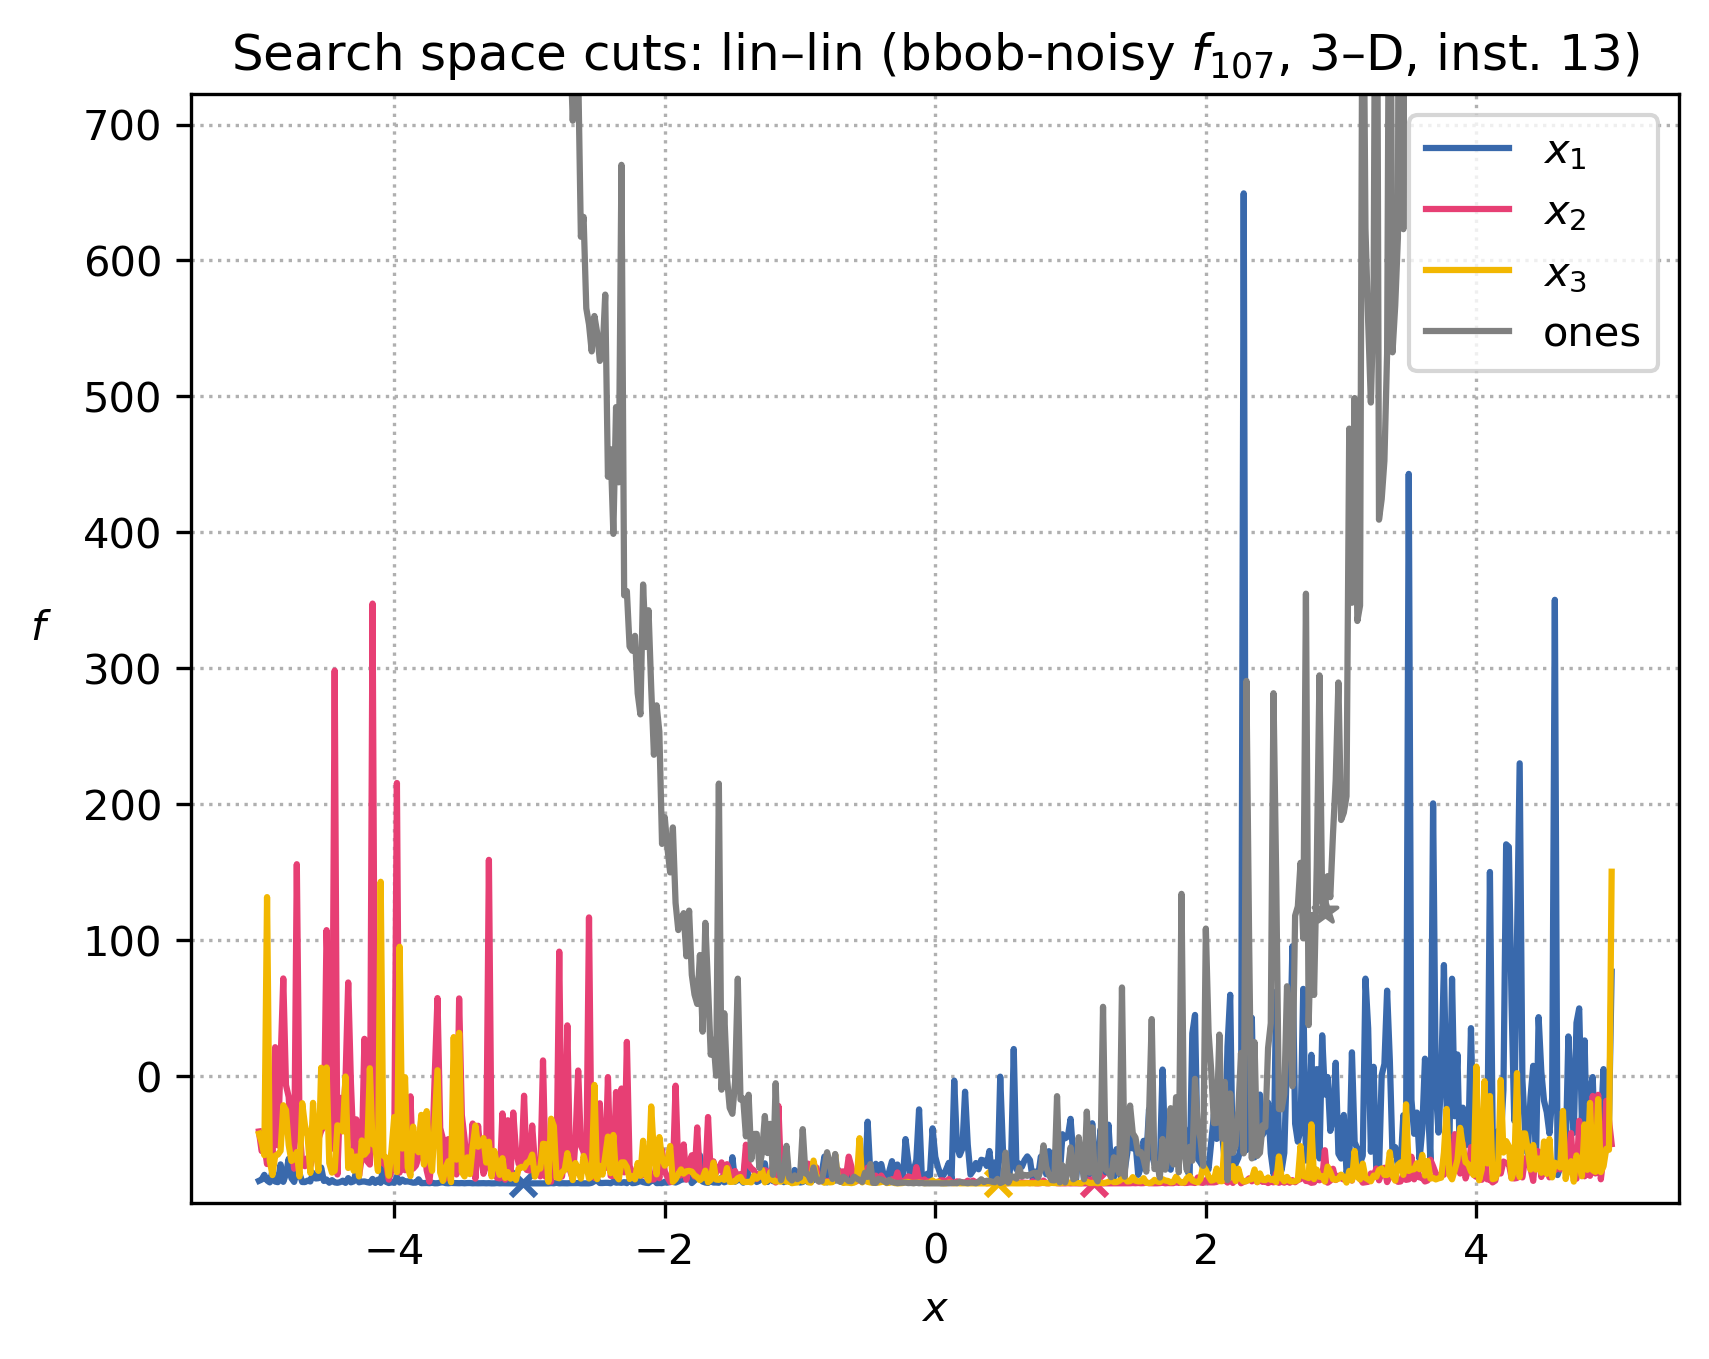 Search space cuts: lin–lin (bbob-noisy f107, 3–D, inst. 13)
700
600
500
400
300
200
100
0
f
x1
x2
x3
ones
−4
−2
0
2
4
x